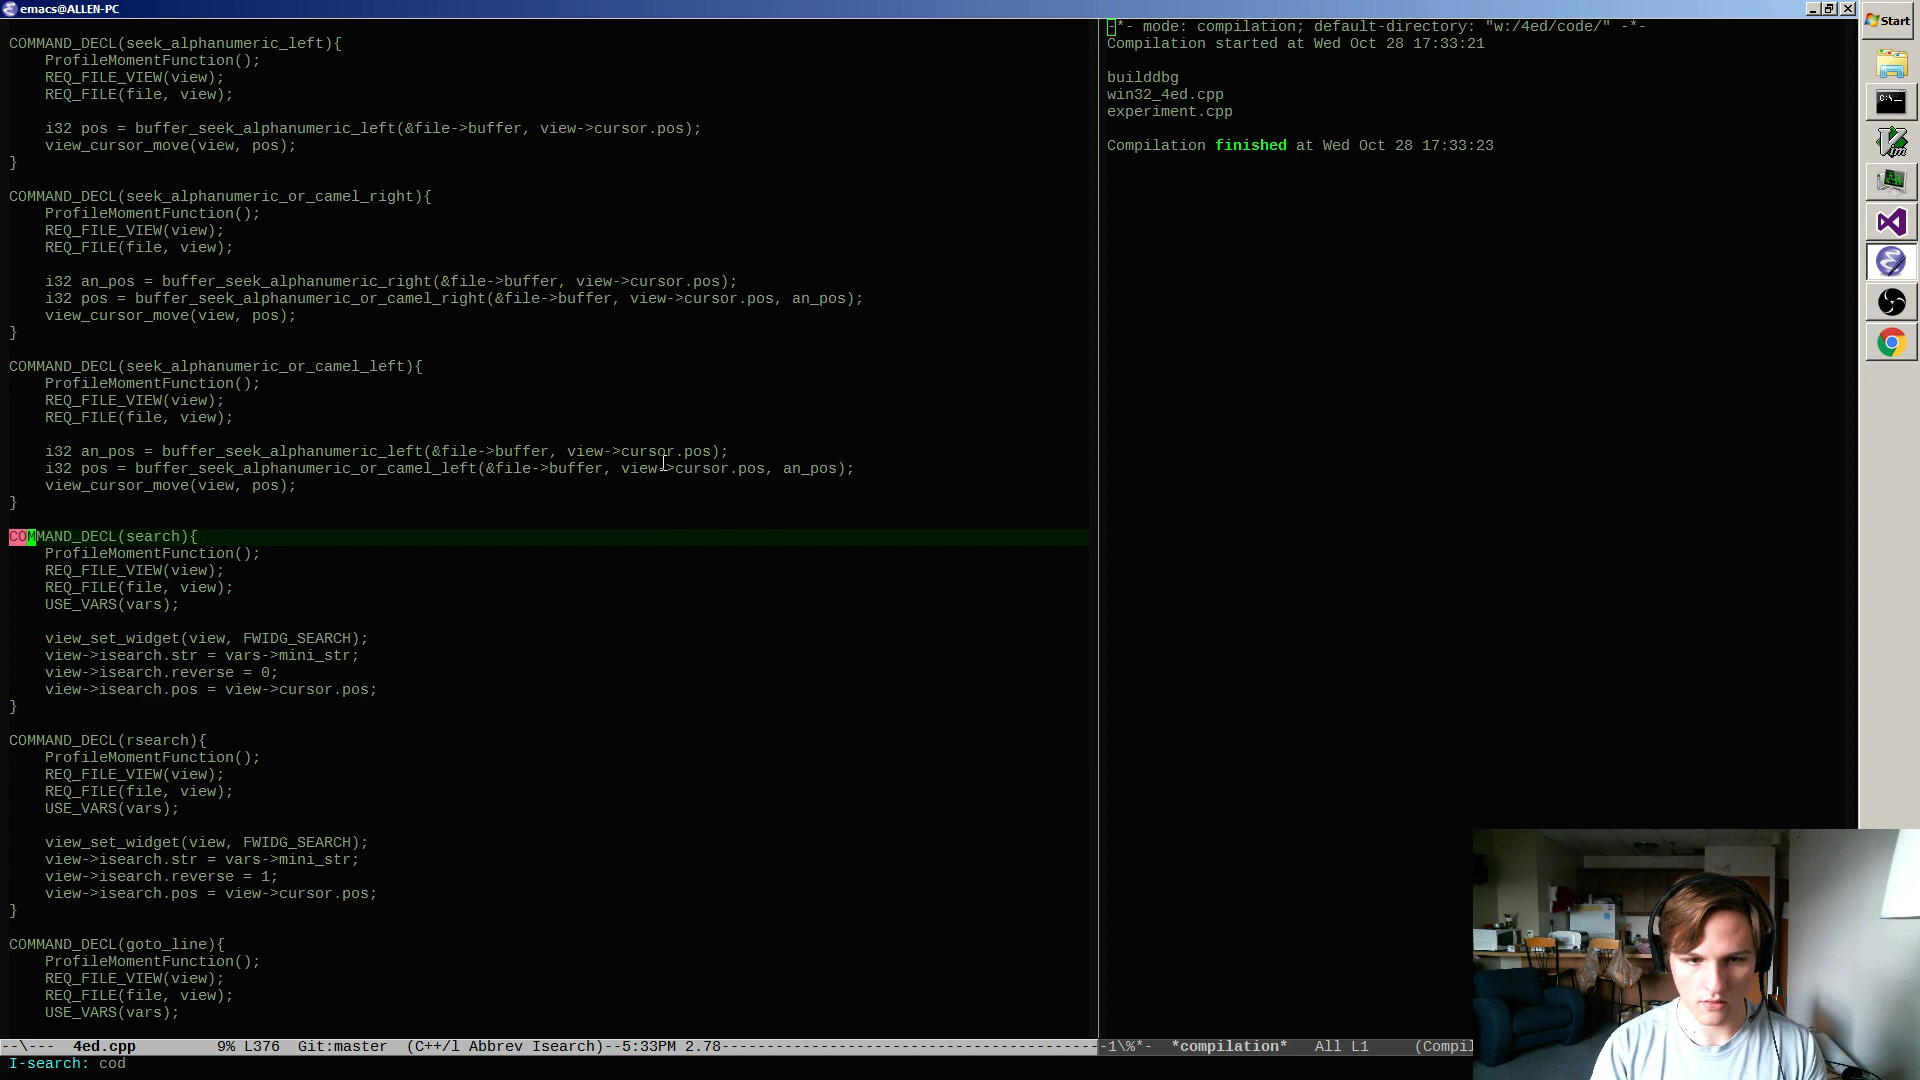 emacs@ALLEN-PC
COMMAND_DECL(seek_alphanumeric_left){
ProfileMomentFunction();
REQ_FILE_VIEW(view);
REQ_FILE(file, view);
i32 pos = buffer_seek_alphanumeric_left(&file->buffer, view->cursor.pos);
view_cursor_move(view, pos);
}
COMMAND_DECL(seek_alphanumeric_or_camel_right){
ProfileMomentFunction();
REQ_FILE_VIEW(view);
REQ_FILE(file, view);
i32 an_pos = buffer_seek_alphanumeric_right(&file->buffer, view->cursor.pos);
i32 pos = buffer_seek_alphanumeric_or_camel_right(&file->buffer, view->cursor.pos, an_pos);
view_cursor_move(view, pos);
}
COMMAND_DECL(seek_alphanumeric_or_camel_left){
ProfileMomentFunction();
REQ_FILE_VIEW(view);
REQ_FILE(file, view);
i32 an_pos = buffer_seek_alphanumeric_left(&file->buffer, view->cursor.pos);
i32 pos = buffer_seek_alphanumeric_or_camel_left(&file->buffer, view->cursor.pos, an_pos);
view_cursor_move(view, pos);
}
COMMAND_DECL(search){
ProfileMomentFunction();
REQ_FILE_VIEW(view);
REQ_FILE(file, view);
USE_VARS(vars);
view_set_widget(view, FWIDG_SEARCH);
view->isearch.str = vars->mini_str;
view->isearch.reverse = 0;
view->isearch.pos = view->cursor.pos;
}
COMMAND_DECL(rsearch){
ProfileMomentFunction();
REQ_FILE_VIEW(view);
REQ_FILE(file, view);
USE_VARS(vars);
view_set_widget(view, FWIDG_SEARCH);
view->isearch.str = vars->mini_str;
view->isearch.reverse = 1;
view->isearch.pos = view->cursor.pos;
}
COMMAND_DECL(goto_line){
ProfileMomentFunction();
REQ_FILE_VIEW(view);
REQ_FILE(file, view);
USE_VARS(vars);
--\--- 4ed.cpp 9% L376 Git:master (C++/l Abbrev Isearch)--5:33PM 2.78----------------------------------------
I-search: cod
-*- mode: compilation; default-directory: "w:/4ed/code/" -*-
Compilation started at Wed Oct 28 17:33:21
builddbg
win32_4ed.cpp
experiment.cpp
Compilation finished at Wed Oct 28 17:33:23
-1\%*- *compilation* All L1 (Compil
Start
C:\_
Vim